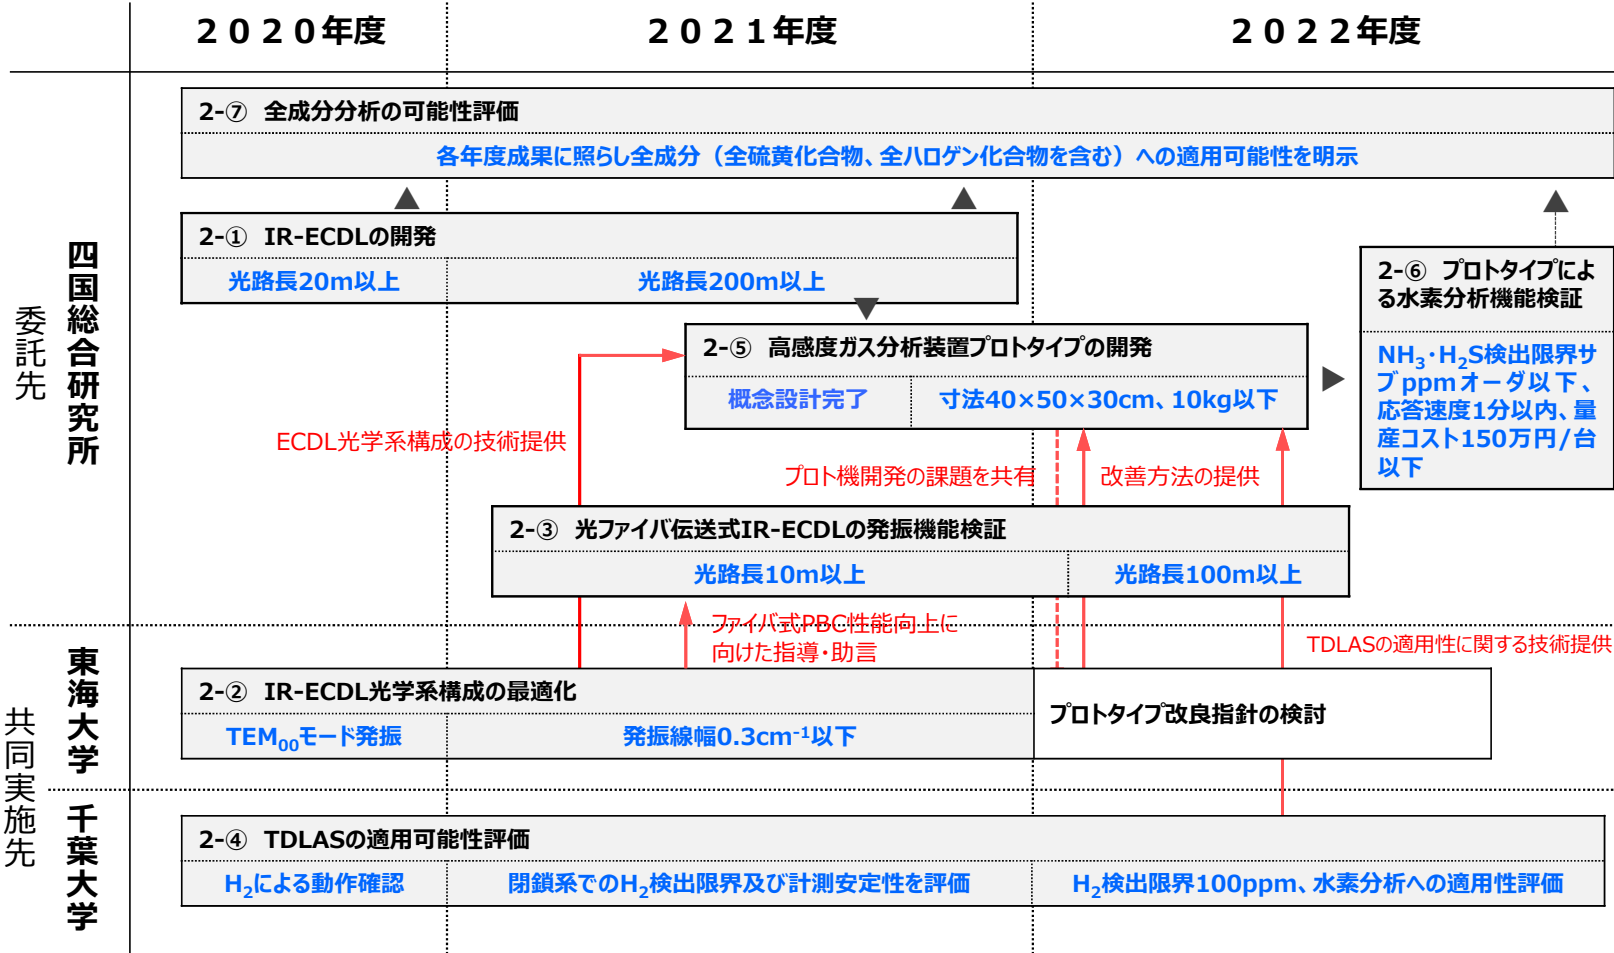 ２０２０年度
２０２１年度
２０２２年度
委託先
四国総合研究所
2-⑦ 全成分分析の可能性評価
各年度成果に照らし全成分（全硫黄化合物、全ハロゲン化合物を含む）への適用可能性を明示
2-① IR-ECDLの開発
光路長20m以上
光路長200m以上
2-⑥ プロトタイプによ
る水素分析機能検証
NH₃・H₂S検出限界サ
ブppmオーダ以下、
応答速度1分以内、量
産コスト150万円/台
以下
2-⑤ 高感度ガス分析装置プロトタイプの開発
概念設計完了
寸法40×50×30cm、10kg以下
ECDL光学系構成の技術提供
プロト機開発の課題を共有
改善方法の提供
2-③ 光ファイバ伝送式IR-ECDLの発振機能検証
光路長10m以上
光路長100m以上
ファイバ式PBC性能向上に
向けた指導・助言
TDLASの適用性に関する技術提供
共同実施先
東海大学
2-② IR-ECDL光学系構成の最適化
TEM₀₀モード発振
発振線幅0.3cm⁻¹以下
プロトタイプ改良指針の検討
千葉大学
2-④ TDLASの適用可能性評価
H₂による動作確認
閉鎖系でのH₂検出限界及び計測安定性を評価
H₂検出限界100ppm、水素分析への適用性評価